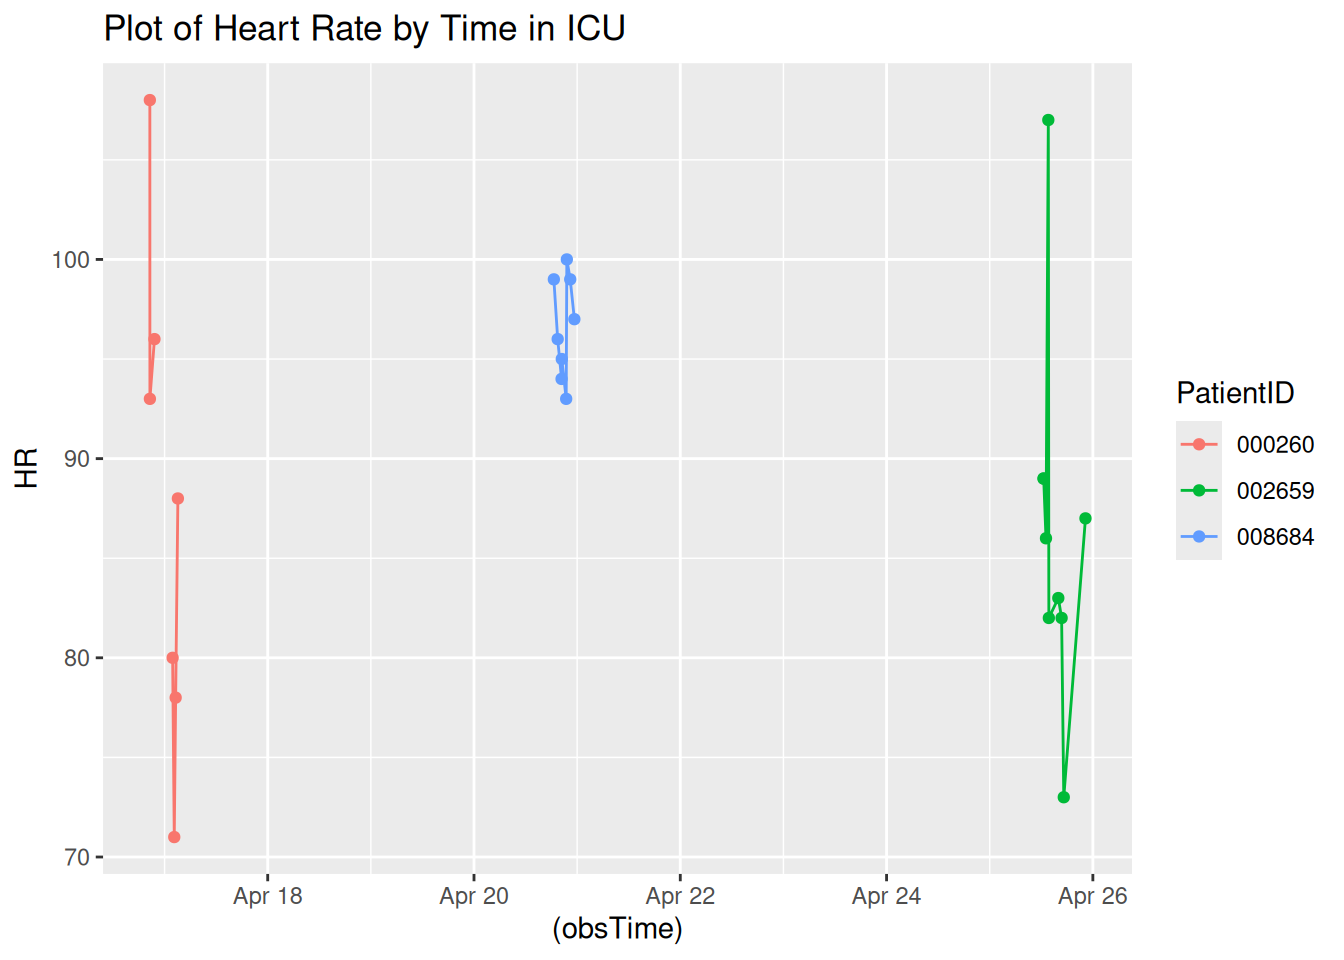 Plot of Heart Rate by Time in ICU
HR
100
90
80
70
Apr 18
Apr 20
Apr 22
Apr 24
Apr 26
(obsTime)
PatientID
000260
002659
008684